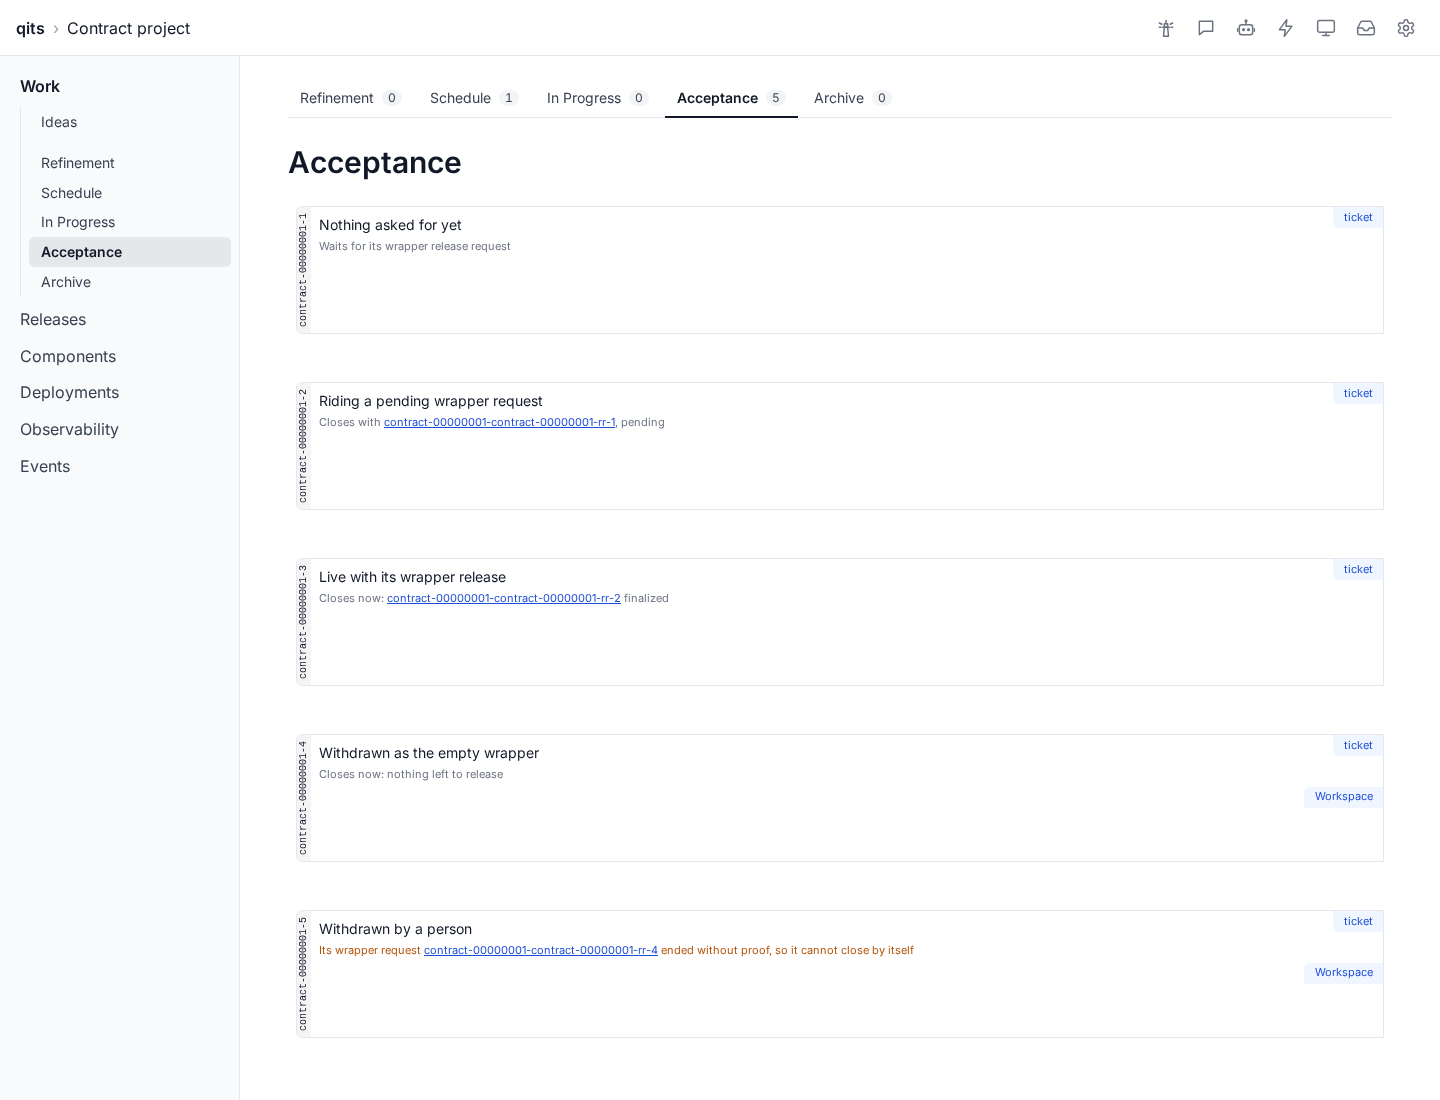 qits › Contract project
Work
Ideas
Refinement
Schedule
In Progress
Acceptance
Archive
Releases
Components
Deployments
Observability
Events
Refinement 0 Schedule 1 In Progress 0 Acceptance 5 Archive 0
Acceptance
contract-00000001-1
Nothing asked for yet
ticket
Waits for its wrapper release request
contract-00000001-2
Riding a pending wrapper request
ticket
Closes with contract-00000001-contract-00000001-rr-1, pending
contract-00000001-3
Live with its wrapper release
ticket
Closes now: contract-00000001-contract-00000001-rr-2 finalized
contract-00000001-4
Withdrawn as the empty wrapper
ticket
Closes now: nothing left to release
Workspace
contract-00000001-5
Withdrawn by a person
ticket
Its wrapper request contract-00000001-contract-00000001-rr-4 ended without proof, so it cannot close by itself
Workspace